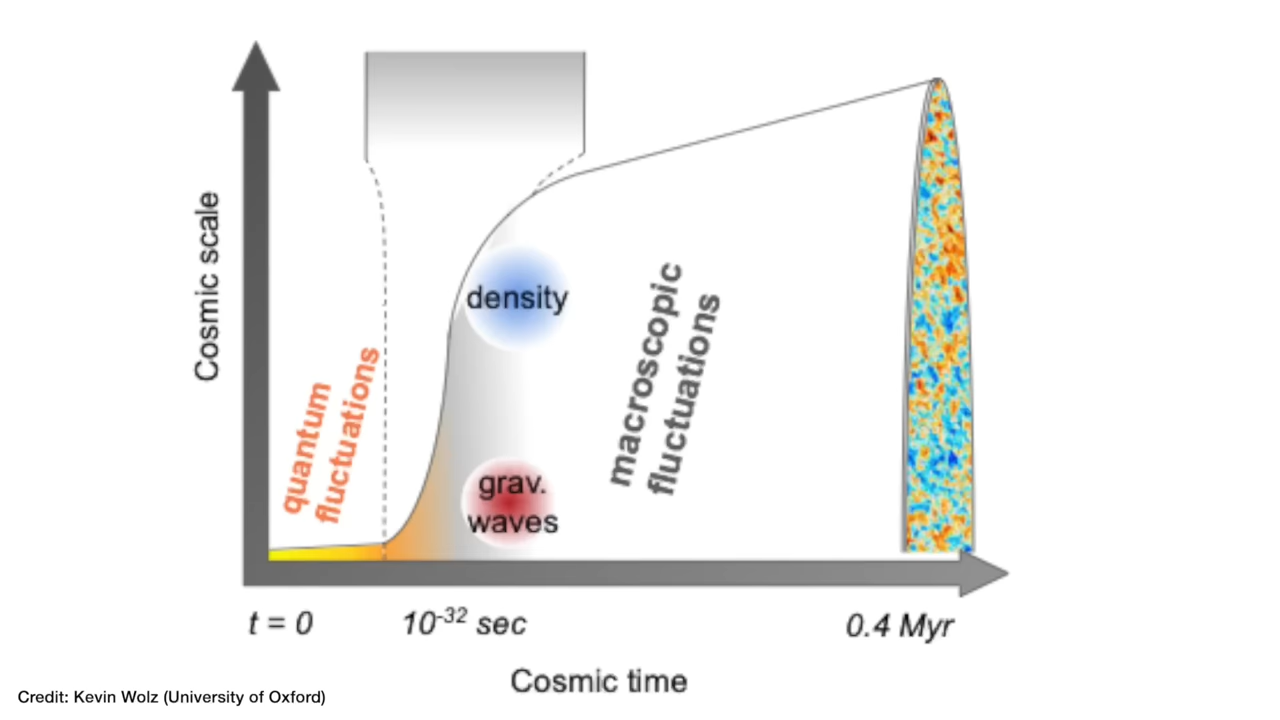 Cosmic scale
quantum
fluctuations
density
grav.
waves
macroscopic
fluctuations
t = 0
10⁻³² sec
0.4 Myr
Cosmic time
Credit: Kevin Wolz (University of Oxford)